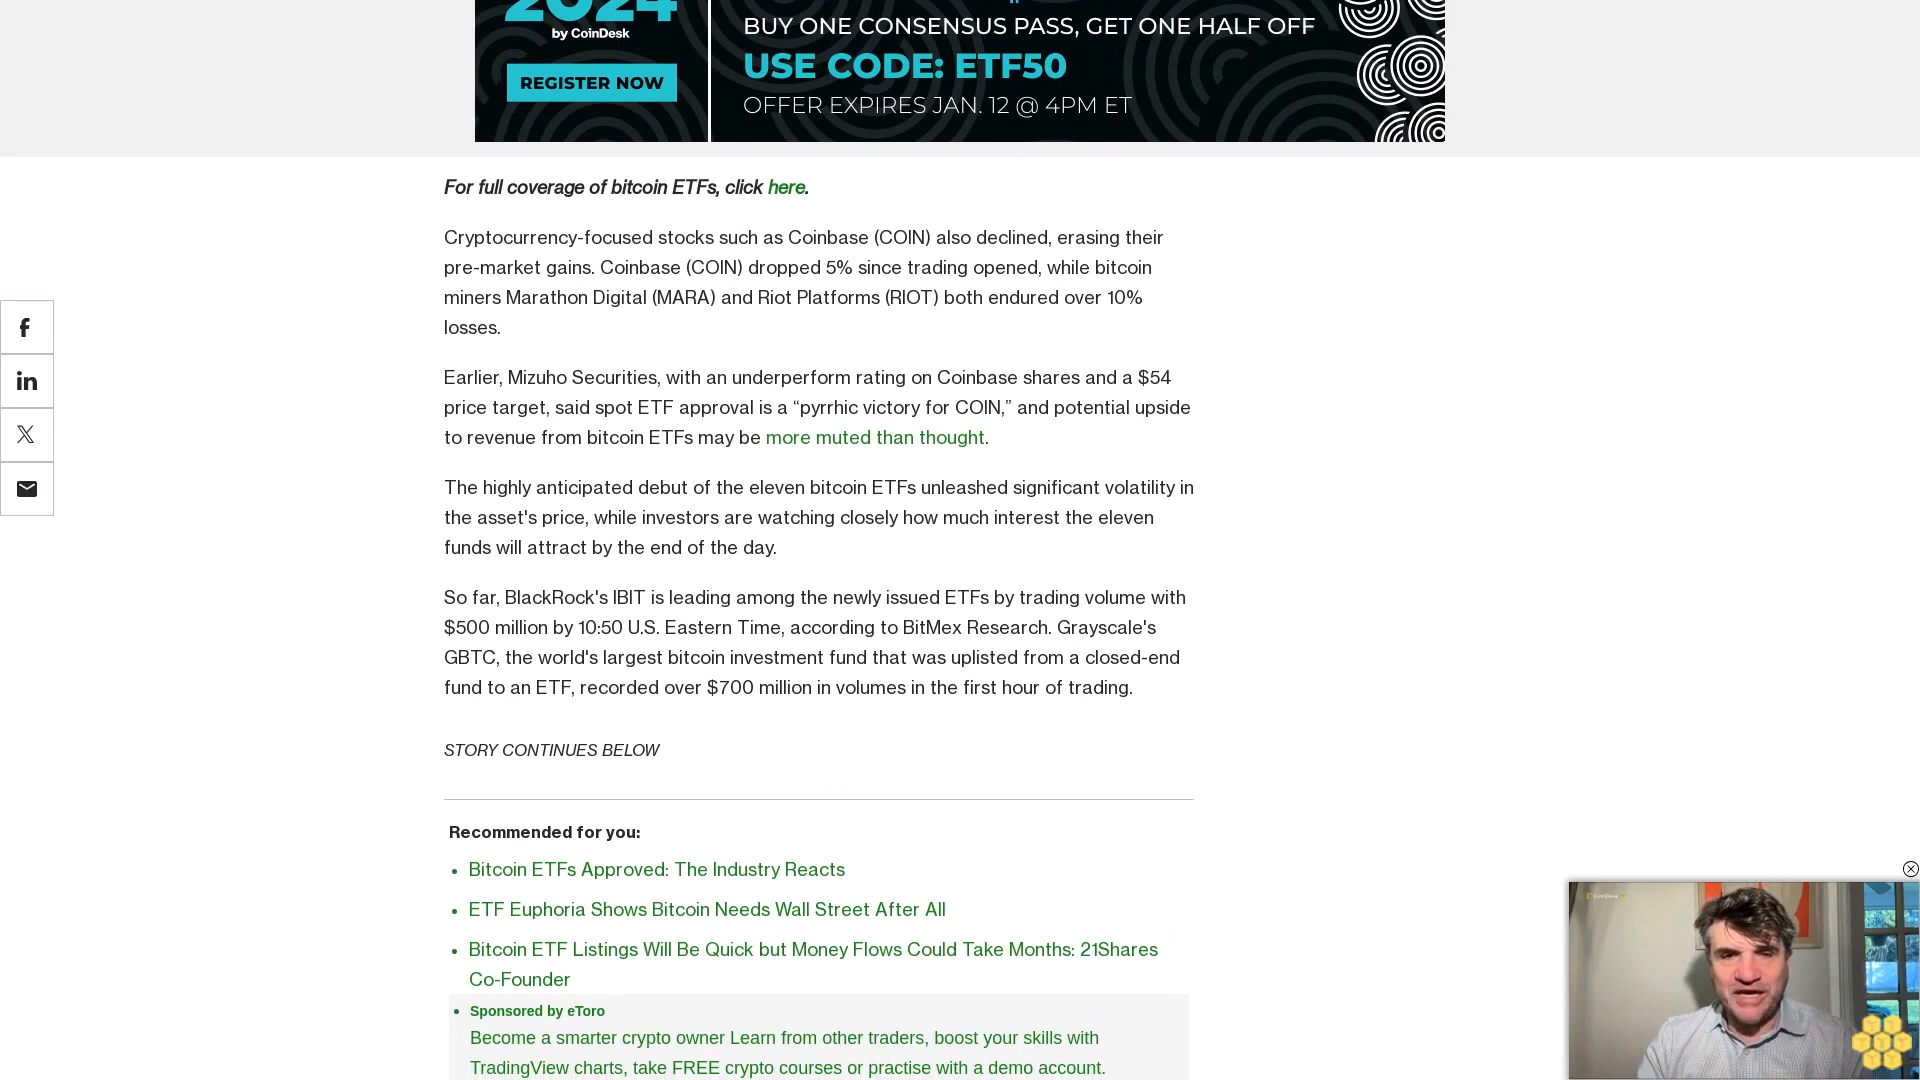 2024
by CoinDesk
REGISTER NOW
BUY ONE CONSENSUS PASS, GET ONE HALF OFF
USE CODE: ETF50
OFFER EXPIRES JAN. 12 @ 4PM ET
For full coverage of bitcoin ETFs, click here.
Cryptocurrency-focused stocks such as Coinbase (COIN) also declined, erasing their
pre-market gains. Coinbase (COIN) dropped 5% since trading opened, while bitcoin
miners Marathon Digital (MARA) and Riot Platforms (RIOT) both endured over 10%
losses.
Earlier, Mizuho Securities, with an underperform rating on Coinbase shares and a $54
price target, said spot ETF approval is a “pyrrhic victory for COIN,” and potential upside
to revenue from bitcoin ETFs may be more muted than thought.
The highly anticipated debut of the eleven bitcoin ETFs unleashed significant volatility in
the asset's price, while investors are watching closely how much interest the eleven
funds will attract by the end of the day.
So far, BlackRock's IBIT is leading among the newly issued ETFs by trading volume with
$500 million by 10:50 U.S. Eastern Time, according to BitMex Research. Grayscale's
GBTC, the world's largest bitcoin investment fund that was uplisted from a closed-end
fund to an ETF, recorded over $700 million in volumes in the first hour of trading.
STORY CONTINUES BELOW
Recommended for you:
• Bitcoin ETFs Approved: The Industry Reacts
• ETF Euphoria Shows Bitcoin Needs Wall Street After All
• Bitcoin ETF Listings Will Be Quick but Money Flows Could Take Months: 21Shares
Co-Founder
• Sponsored by eToro
Become a smarter crypto owner Learn from other traders, boost your skills with
TradingView charts, take FREE crypto courses or practise with a demo account.
CoinDesk